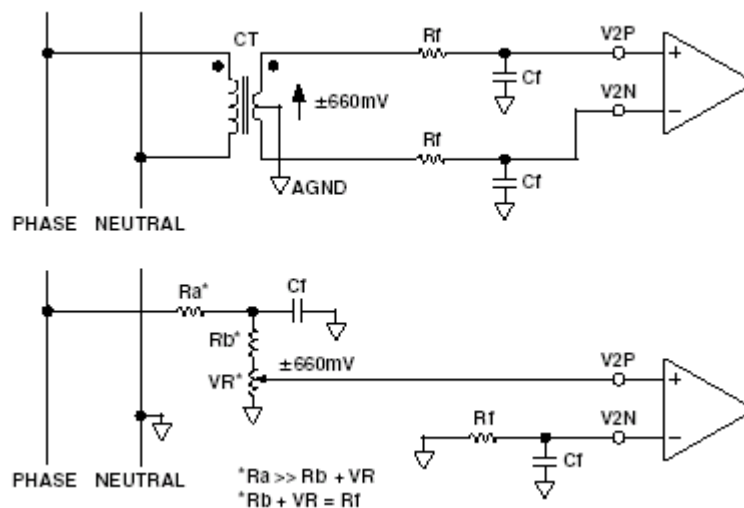 CT
Rf
V2P
+
Cf
±660mV
V2N
−
Rf
AGND
Cf
PHASE NEUTRAL
Ra*
Cf
Rb*
±660mV
VR*
V2P
+
Rf
V2N
−
Cf
PHASE NEUTRAL
*Ra >> Rb + VR
*Rb + VR = Rf